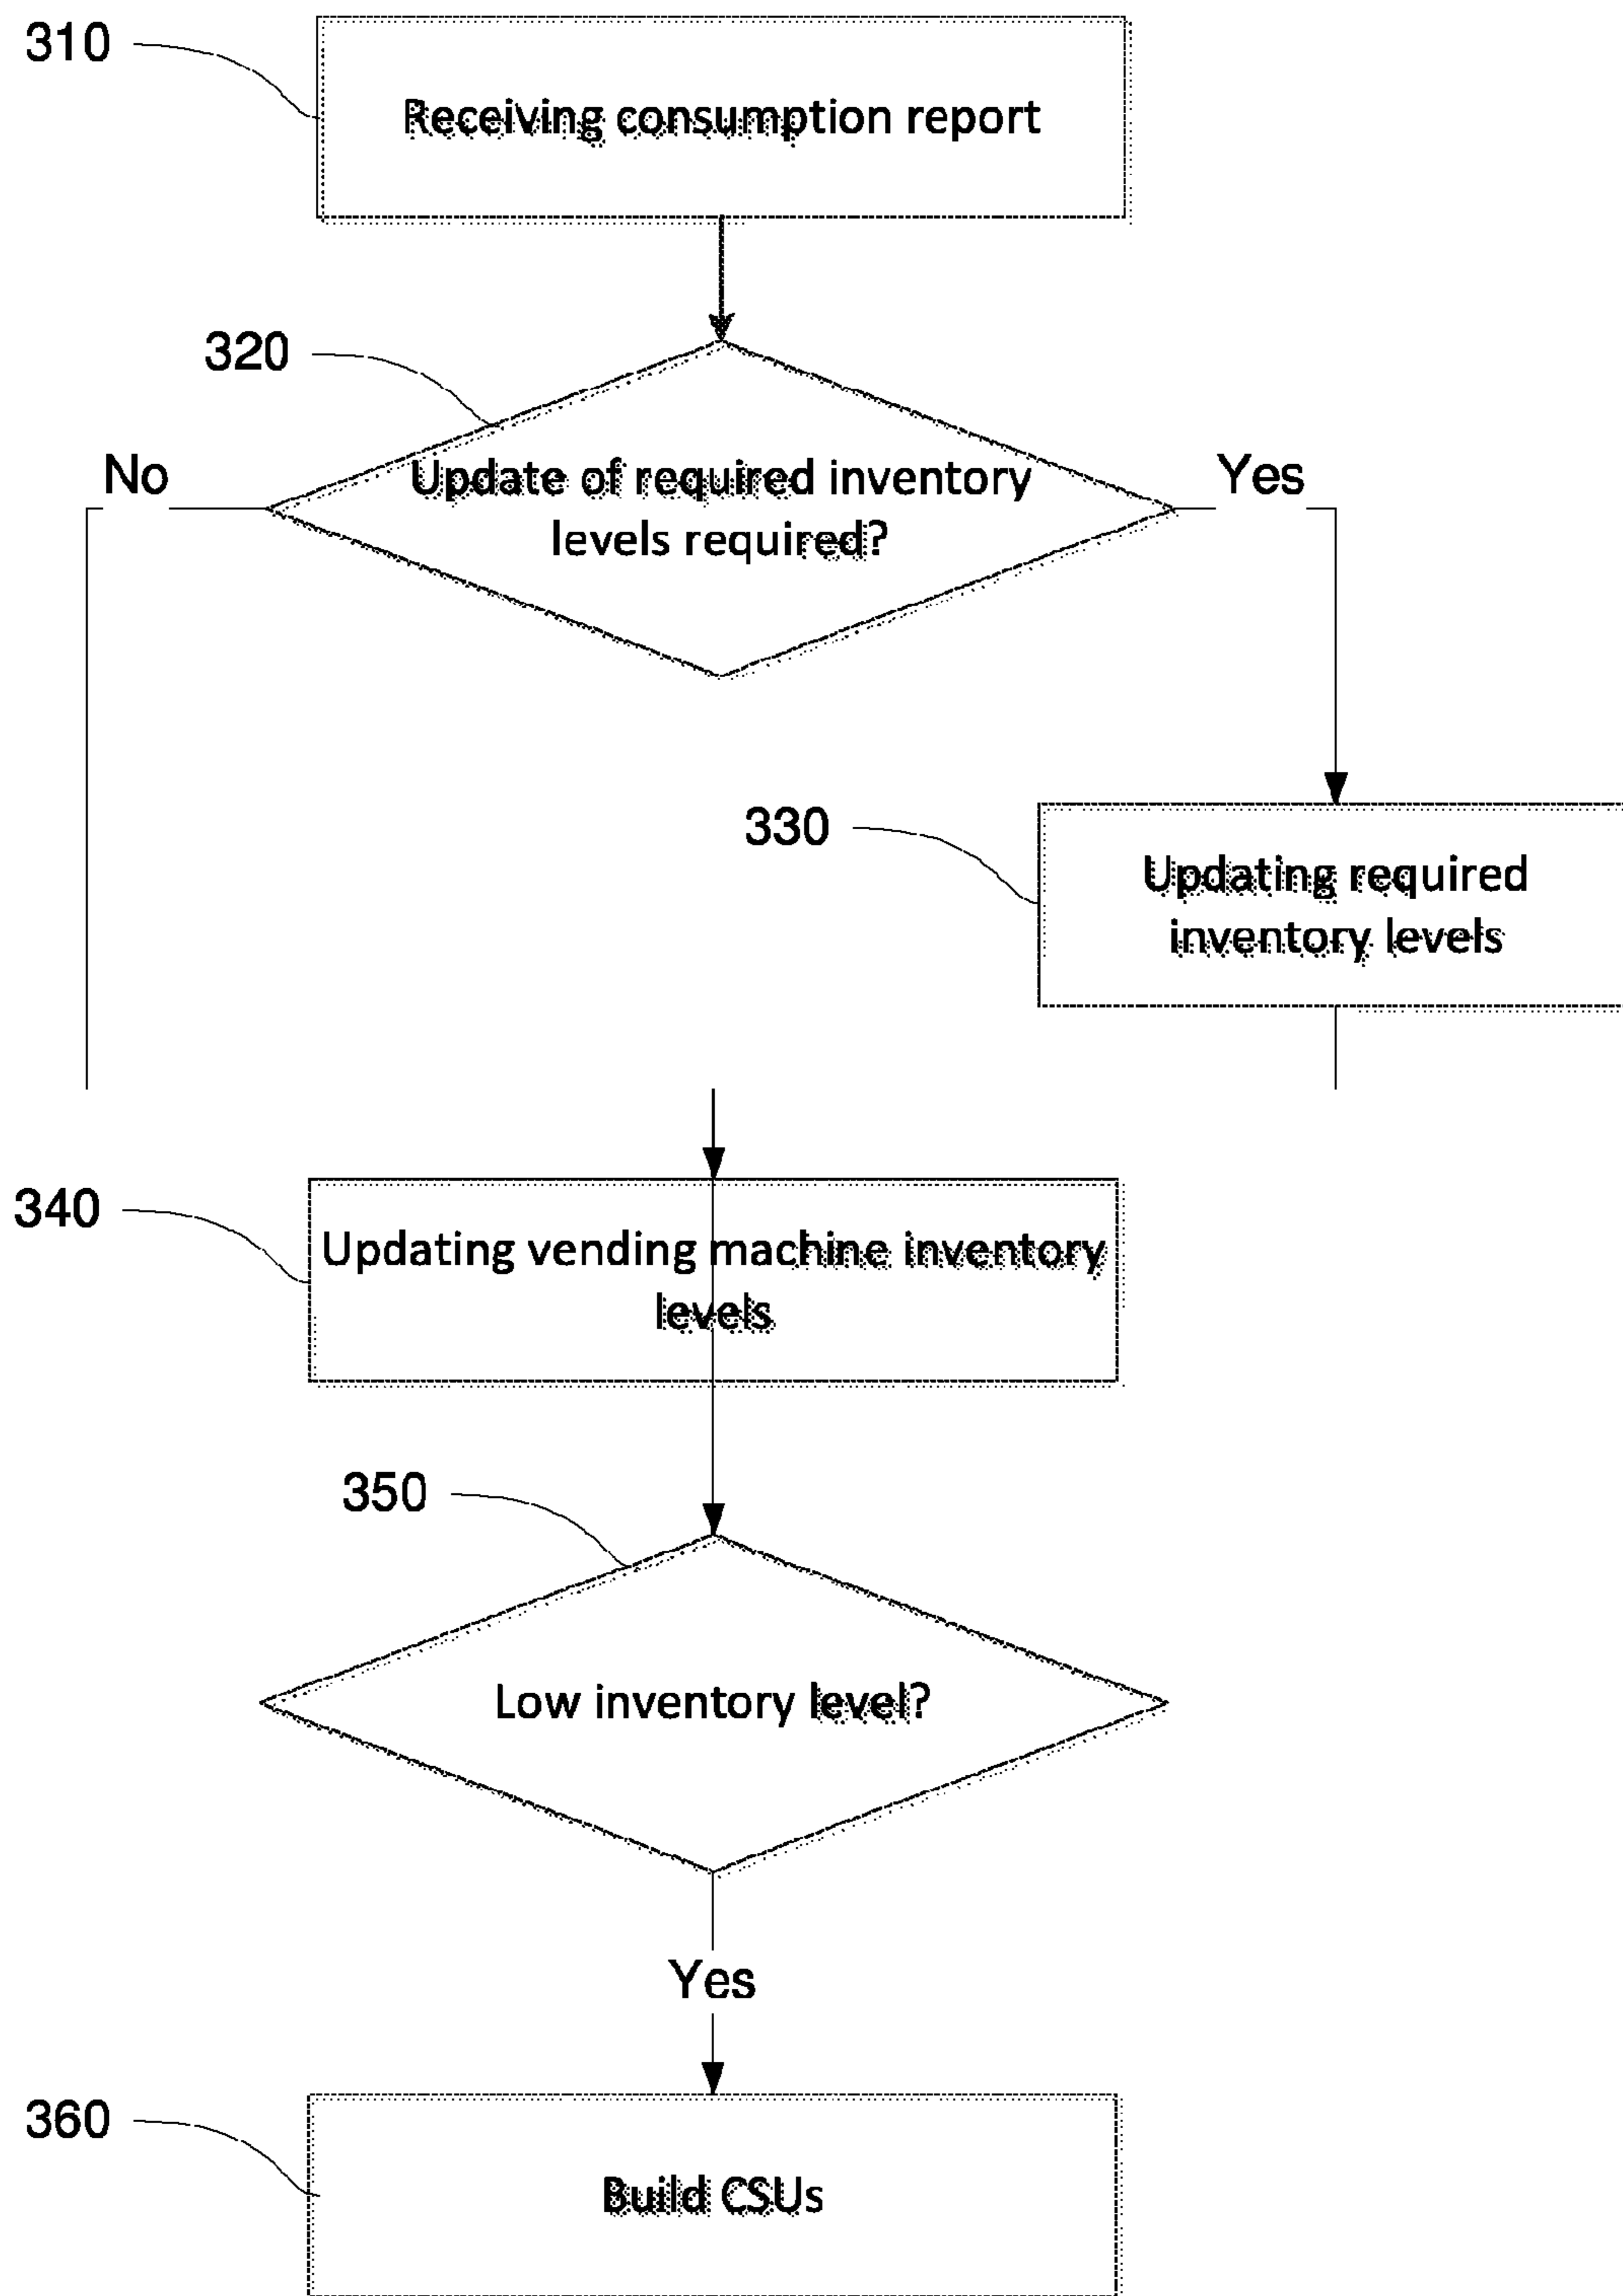 310
Receiving consumption report
320
No
Update of required inventory
levels required?
Yes
330
Updating required
inventory levels
340
Updating vending machine inventory
levels
350
Low inventory level?
Yes
360
Build CSUs